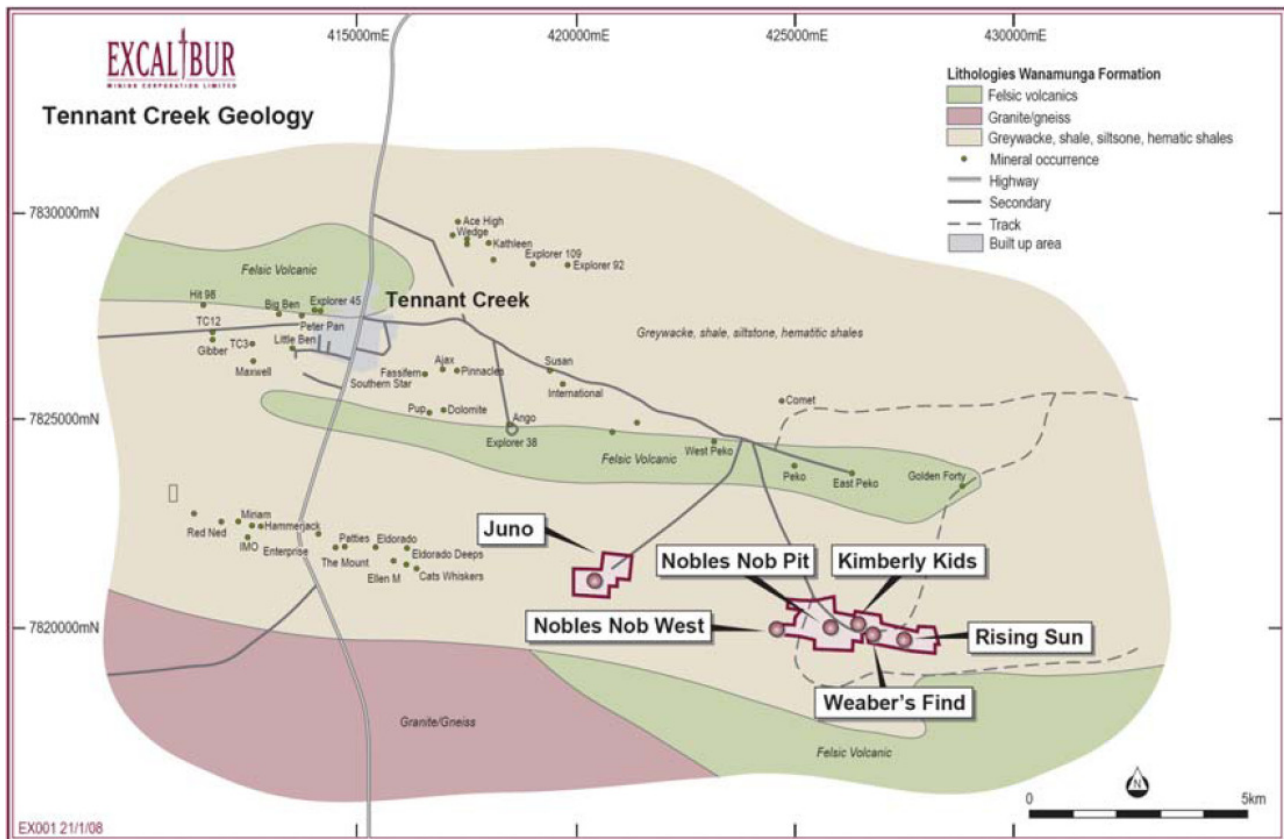 415000mE
420000mE
425000mE
430000mE
EXCALIBUR
MINING CORPORATION LIMITED
Tennant Creek Geology
Lithologies Wanamunga Formation
Felsic volcanics
Granite/gneiss
Greywacke, shale, siltsone, hematic shales
Mineral occurrence
Highway
Secondary
Track
Built up area
7830000mN
7825000mN
7820000mN
Ace High
Wedge
Kathleen
Explorer 109
Explorer 92
Felsic Volcanic
Hit 98
Big Ben
Explorer 45
Tennant Creek
TC12
Peter Pan
Gibber
TC3
Little Ben
Maxwell
Greywacke, shale, siltstone, hematitic shales
Southern Star
Fassifern
Ajax
Pinnacles
Susan
International
Comet
Pup
Dolomite
Ango
Explorer 38
Felsic Volcanic
West Peko
Peko
East Peko
Golden Forty
Red Ned
Miriam
Hammerjack
IMO
Enterprise
The Mount
Patties
Eldorado
Eldorado Deeps
Ellen M
Cats Whiskers
Juno
Nobles Nob Pit
Kimberly Kids
Nobles Nob West
Rising Sun
Weaber's Find
Granite/Gneiss
Felsic Volcanic
N
0
5km
EX001 21/1/08